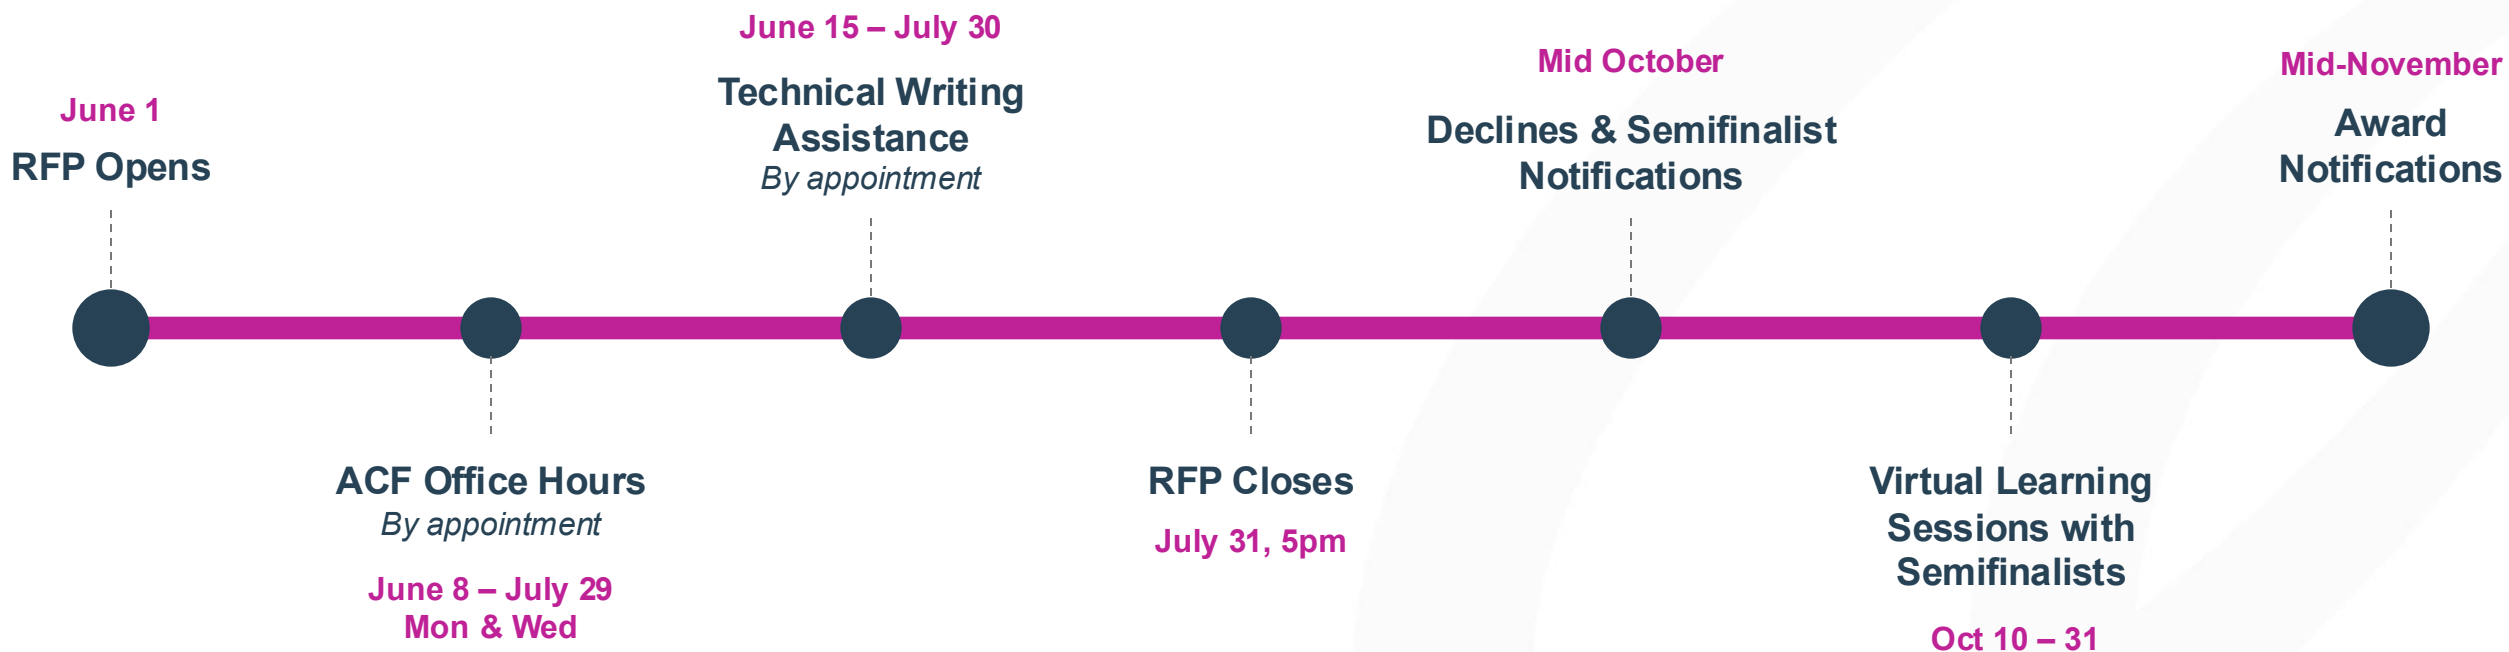 June 1
RFP Opens
ACF Office Hours
By appointment
June 8 – July 29
Mon & Wed
June 15 – July 30
Technical Writing
Assistance
By appointment
RFP Closes
July 31, 5pm
Mid October
Declines & Semifinalist
Notifications
Virtual Learning
Sessions with
Semifinalists
Oct 10 – 31
Mid-November
Award
Notifications